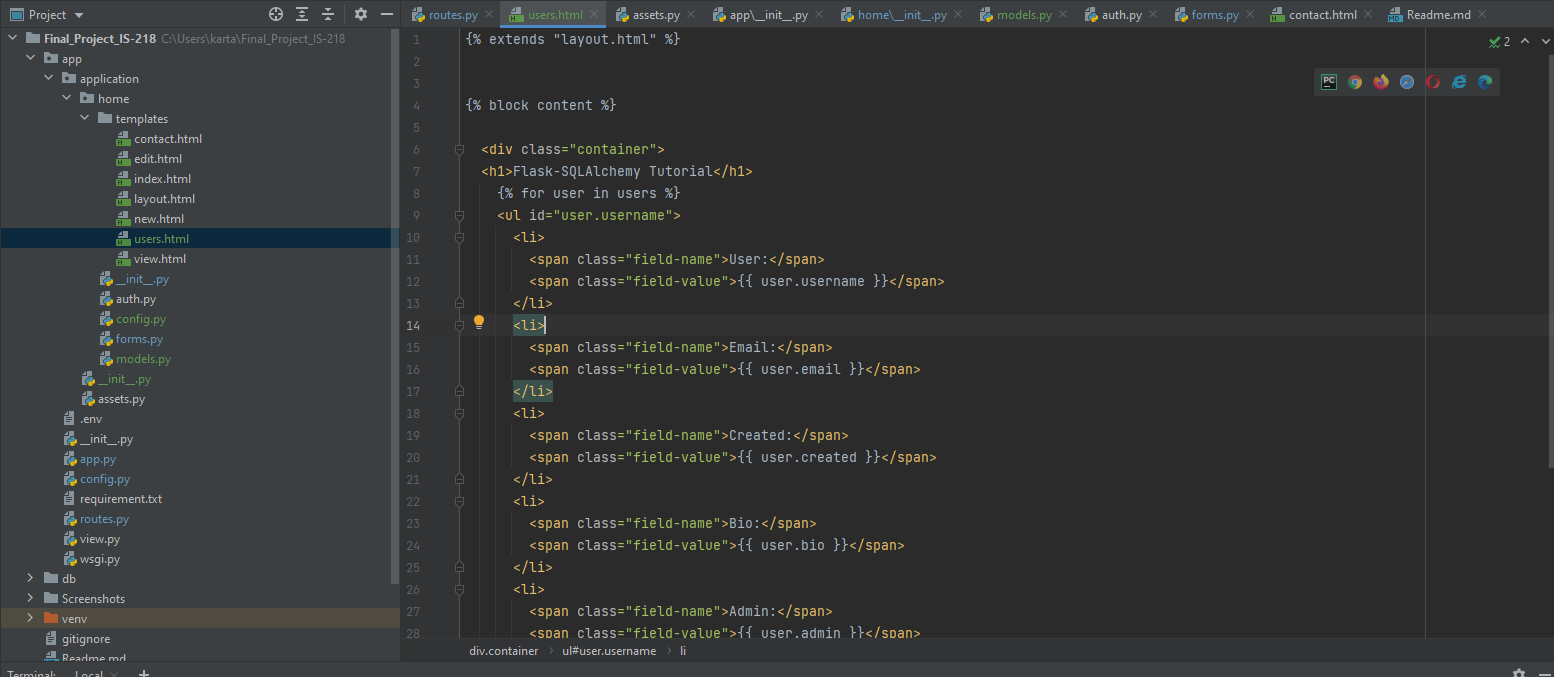 Project
routes.py users.html assets.py app\__init__.py home\__init__.py models.py auth.py forms.py contact.html Readme.md
Final_Project_IS-218 C:\Users\karta\Final_Project_IS-218
app
application
home
templates
contact.html
edit.html
index.html
layout.html
new.html
users.html
view.html
__init__.py
auth.py
config.py
forms.py
models.py
__init__.py
assets.py
.env
__init__.py
app.py
config.py
requirement.txt
routes.py
view.py
wsgi.py
db
Screenshots
venv
gitignore
Readme.md
1 {% extends "layout.html" %}
2
3
4 {% block content %}
5
6 <div class="container">
7 <h1>Flask-SQLAlchemy Tutorial</h1>
8 {% for user in users %}
9 <ul id="user.username">
10 <li>
11 <span class="field-name">User:</span>
12 <span class="field-value">{{ user.username }}</span>
13 </li>
14 <li>
15 <span class="field-name">Email:</span>
16 <span class="field-value">{{ user.email }}</span>
17 </li>
18 <li>
19 <span class="field-name">Created:</span>
20 <span class="field-value">{{ user.created }}</span>
21 </li>
22 <li>
23 <span class="field-name">Bio:</span>
24 <span class="field-value">{{ user.bio }}</span>
25 </li>
26 <li>
27 <span class="field-name">Admin:</span>
28 <span class="field-value">{{ user.admin }}</span>
2
PC
div.container ul#user.username li
Terminal: Local